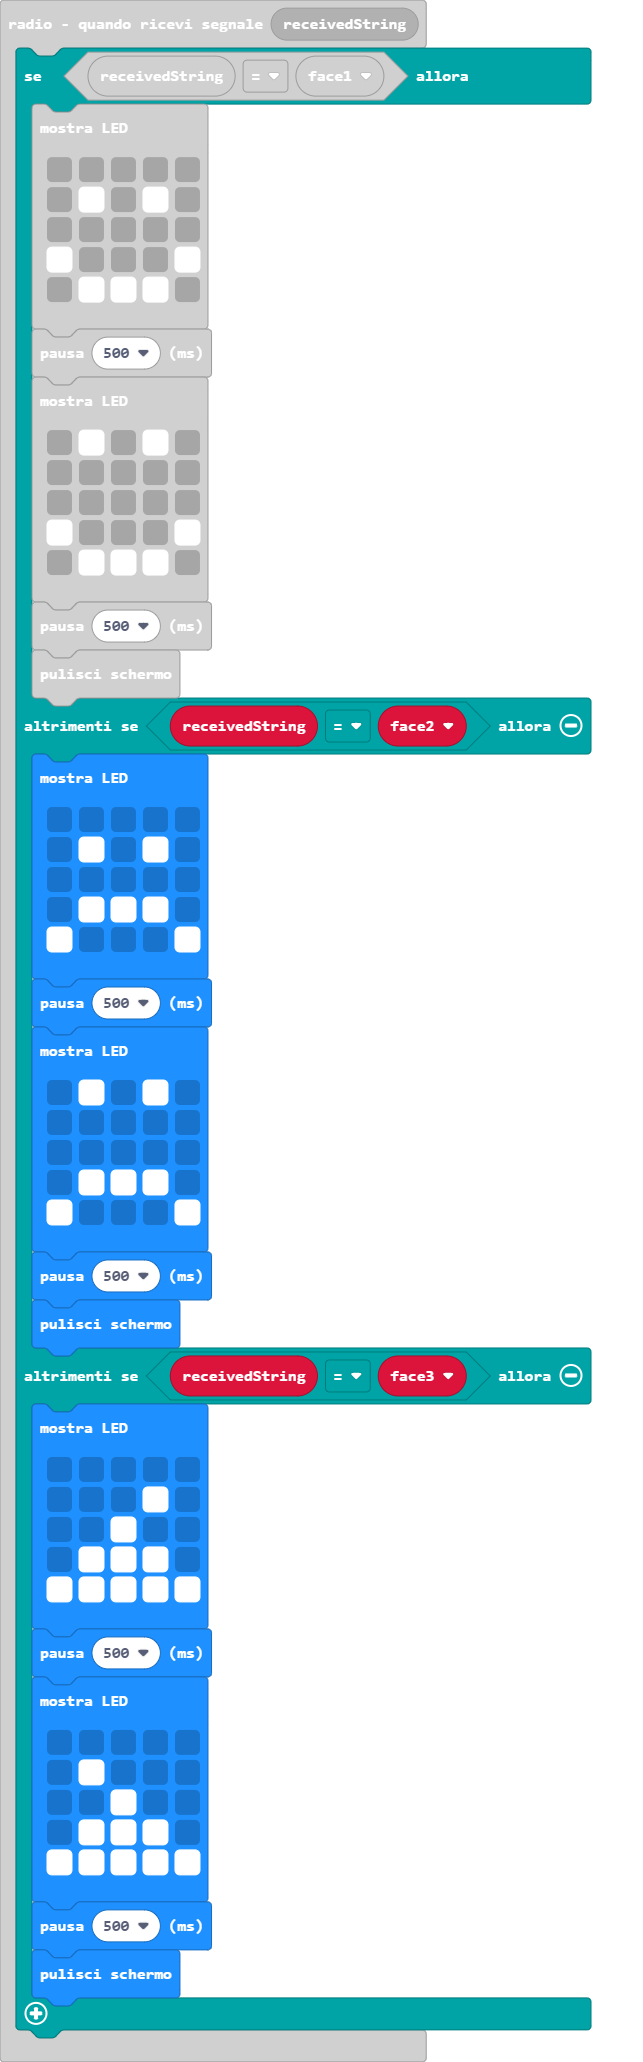 radio - quando ricevi segnale receivedString
se receivedString = face1 allora
mostra LED
pausa 500 (ms)
mostra LED
pausa 500 (ms)
pulisci schermo
altrimenti se receivedString = face2 allora
mostra LED
pausa 500 (ms)
mostra LED
pausa 500 (ms)
pulisci schermo
altrimenti se receivedString = face3 allora
mostra LED
pausa 500 (ms)
mostra LED
pausa 500 (ms)
pulisci schermo